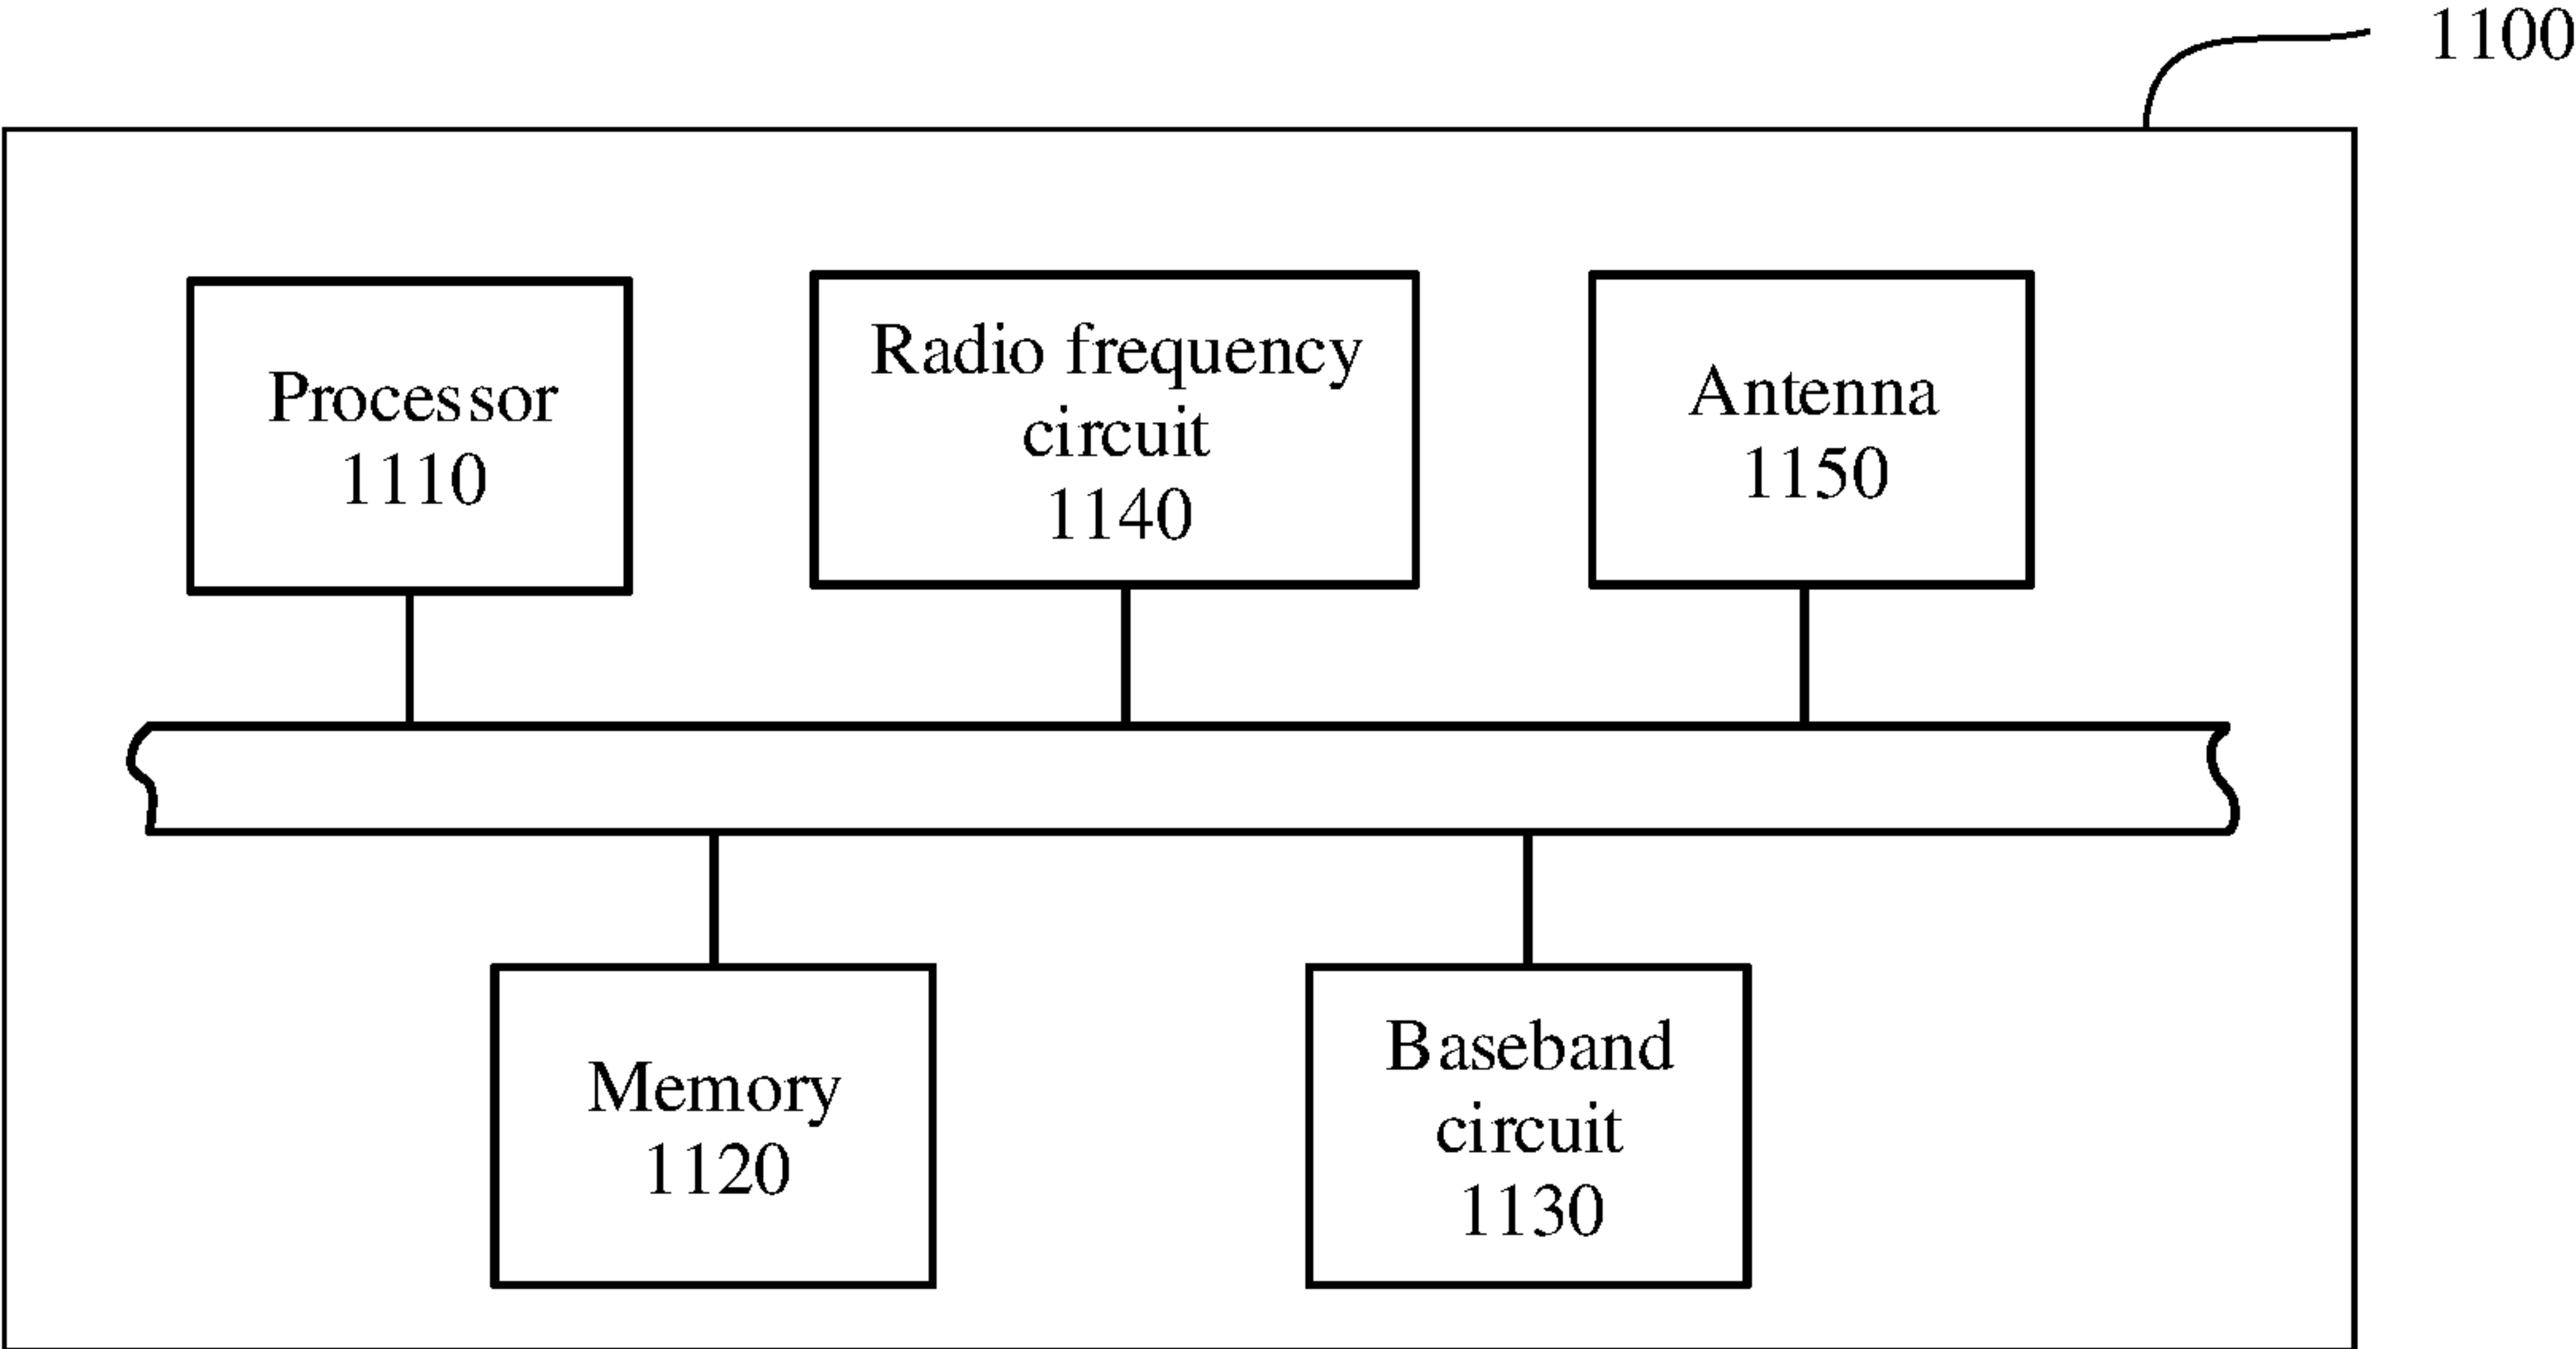 1100
Processor
1110
Radio frequency
circuit
1140
Antenna
1150
Memory
1120
Baseband
circuit
1130